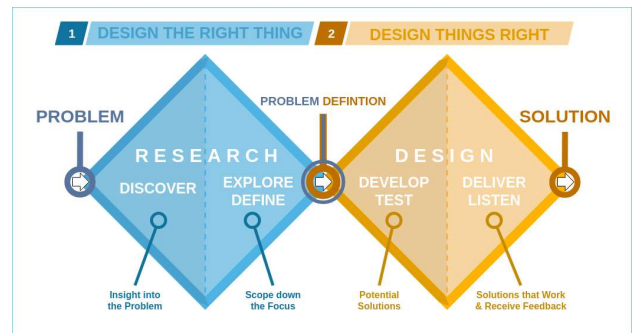 1 DESIGN THE RIGHT THING 2 DESIGN THINGS RIGHT
PROBLEM PROBLEM DEFINTION SOLUTION
RESEARCH DESIGN
DISCOVER EXPLORE DEVELOP DELIVER
DEFINE TEST LISTEN
Insight into Scope down Potential Solutions that Work
the Problem the Focus Solutions & Receive Feedback